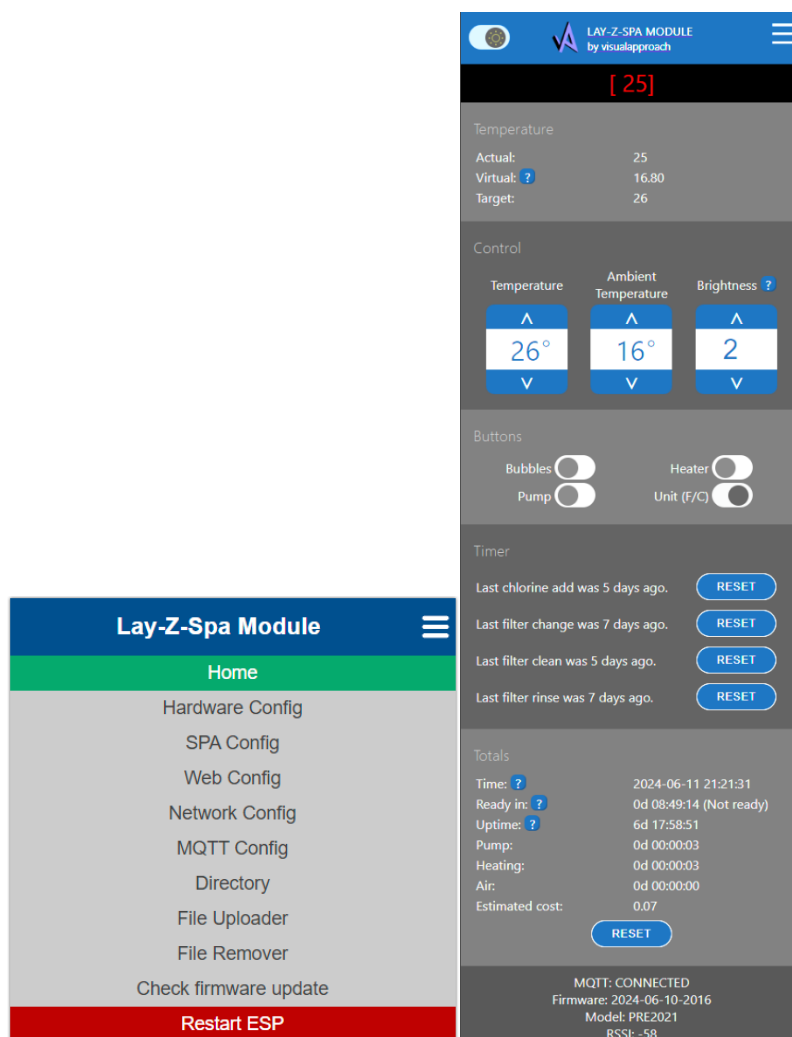 Lay-Z-Spa Module
Home
Hardware Config
SPA Config
Web Config
Network Config
MQTT Config
Directory
File Uploader
File Remover
Check firmware update
Restart ESP
LAY-Z-SPA MODULE
by visualapproach
[ 25]
Temperature
Actual: 25
Virtual: ? 16.80
Target: 26
Control
Temperature
Ambient
Temperature
Brightness ?
26° 16° 2
Buttons
Bubbles Heater
Pump Unit (F/C)
Timer
Last chlorine add was 5 days ago. RESET
Last filter change was 7 days ago. RESET
Last filter clean was 5 days ago. RESET
Last filter rinse was 7 days ago. RESET
Totals
Time: ? 2024-06-11 21:21:31
Ready in: ? 0d 08:49:14 (Not ready)
Uptime: ? 6d 17:58:51
Pump: 0d 00:00:03
Heating: 0d 00:00:03
Air: 0d 00:00:00
Estimated cost: 0.07
RESET
MQTT: CONNECTED
Firmware: 2024-06-10-2016
Model: PRE2021
RSSI: -58